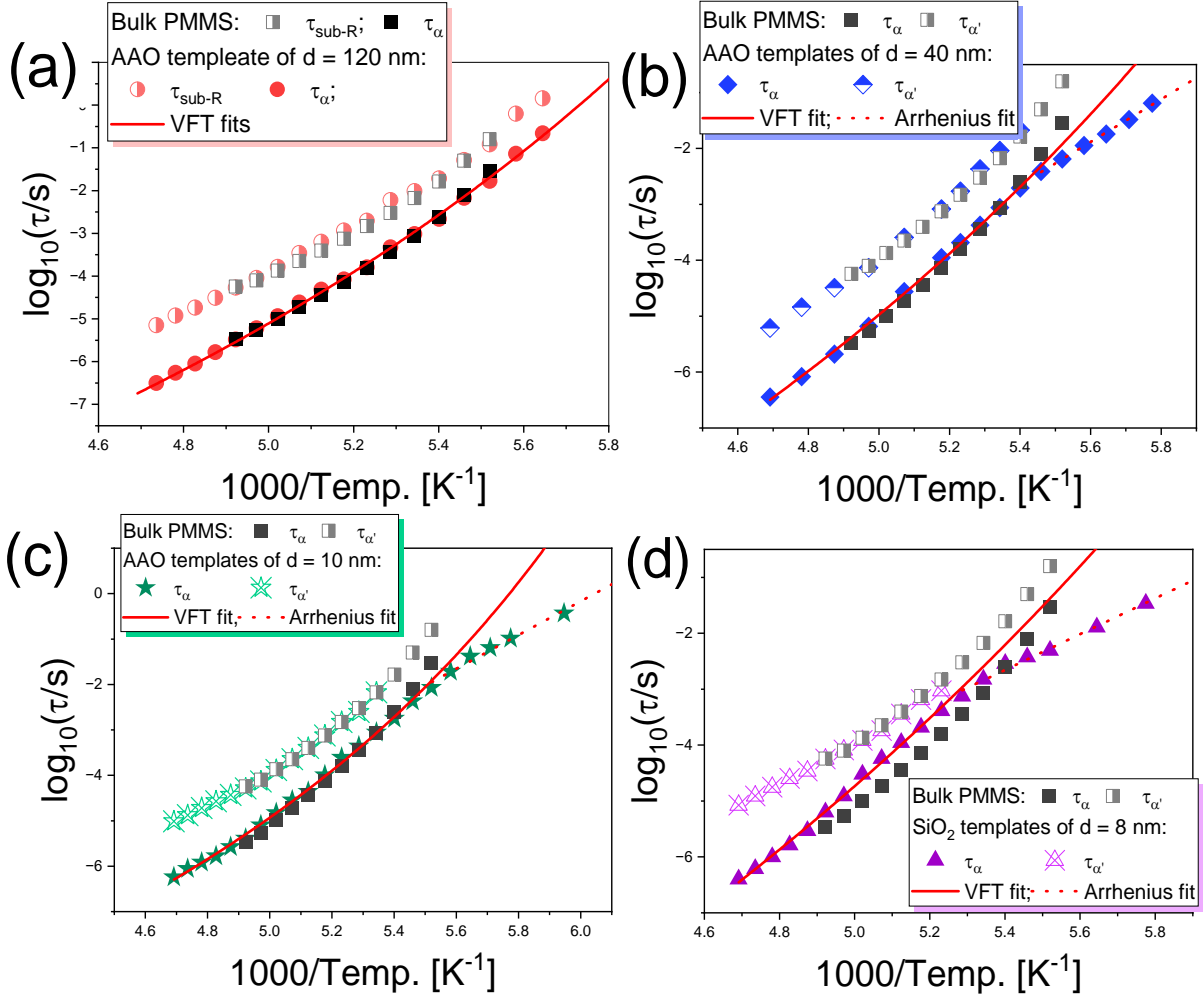 (a)
Bulk PMMS: τsub-R; τα
AAO templeate of d = 120 nm:
τsub-R τα;
VFT fits
log10(τ/s)
-1
-2
-3
-4
-5
-6
-7
4.6 4.8 5.0 5.2 5.4 5.6 5.8
1000/Temp. [K-1]
(b)
Bulk PMMS: τα τα'
AAO templates of d = 40 nm:
τα τα'
VFT fit; Arrhenius fit
log10(τ/s)
-2
-4
-6
4.6 4.8 5.0 5.2 5.4 5.6 5.8
1000/Temp. [K-1]
(c)
Bulk PMMS: τα τα'
AAO templates of d = 10 nm:
τα τα'
VFT fit, Arrhenius fit
log10(τ/s)
0
-2
-4
-6
4.6 4.8 5.0 5.2 5.4 5.6 5.8 6.0
1000/Temp. [K-1]
(d)
log10(τ/s)
-2
-4
-6
Bulk PMMS: τα τα'
SiO2 templates of d = 8 nm:
τα τα'
VFT fit; Arrhenius fit
4.6 4.8 5.0 5.2 5.4 5.6 5.8
1000/Temp. [K-1]